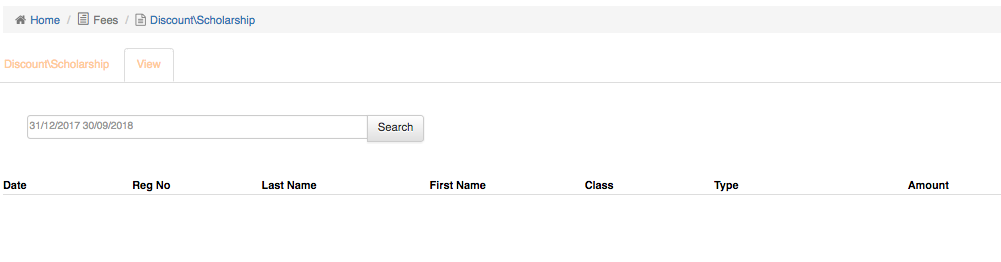 Home / Fees / Discount\Scholarship
Discount\Scholarship View
31/12/2017 30/09/2018 Search
Date Reg No Last Name First Name Class Type Amount